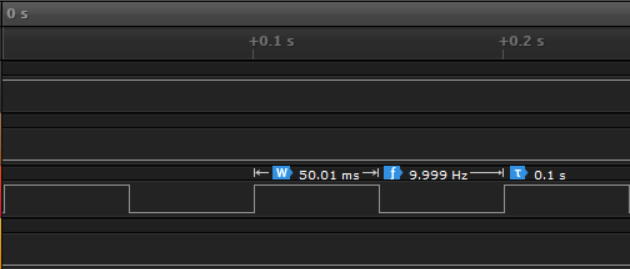 0 s
+0.1 s +0.2 s
W 50.01 ms f 9.999 Hz τ 0.1 s